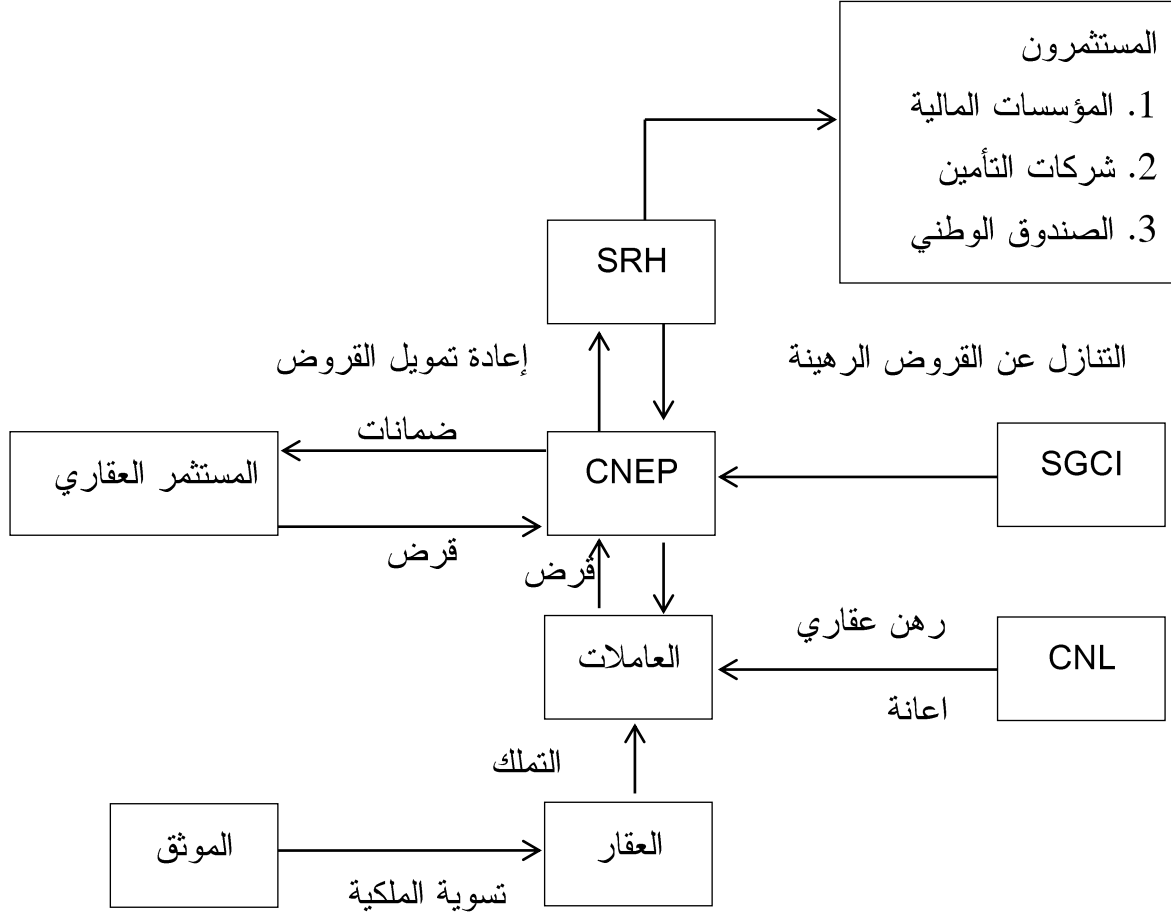 المستثمرون
1. المؤسسات المالية
2. شركات التأمين
3. الصندوق الوطني
SRH
إعادة تمويل القروض
التنازل عن القروض الرهينة
ضمانات
المستثمر العقاري
CNEP
SGCI
قرض
قرض
رهن عقاري
العاملات
CNL
اعانة
التملك
الموثق
العقار
تسوية الملكية